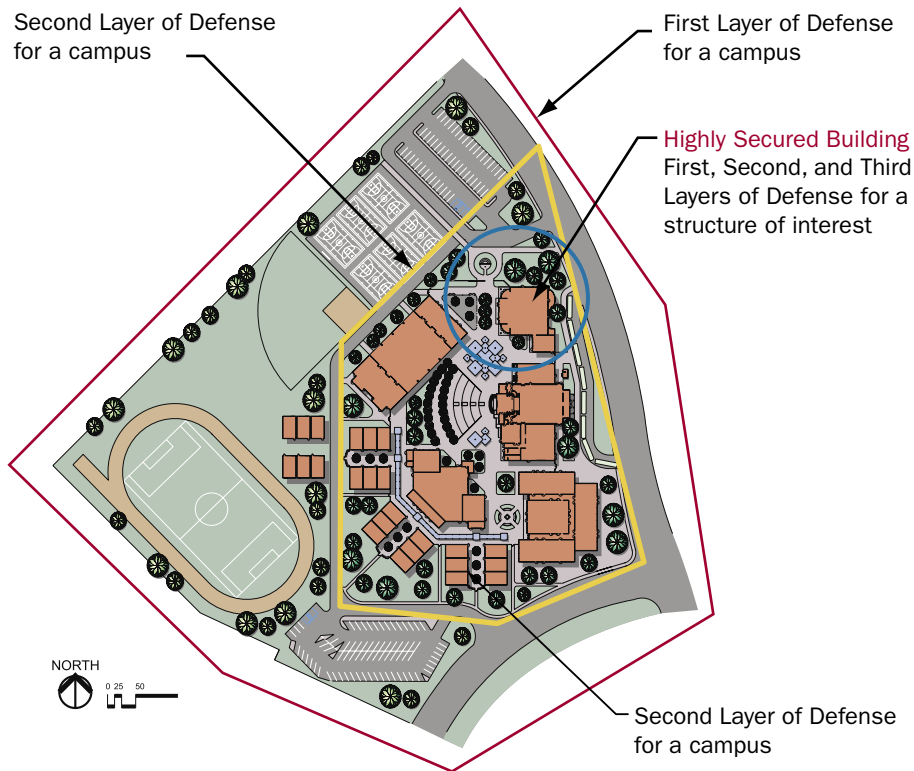 Second Layer of Defense
for a campus
First Layer of Defense
for a campus
Highly Secured Building
First, Second, and Third
Layers of Defense for a
structure of interest
NORTH
0 25 50
Second Layer of Defense
for a campus